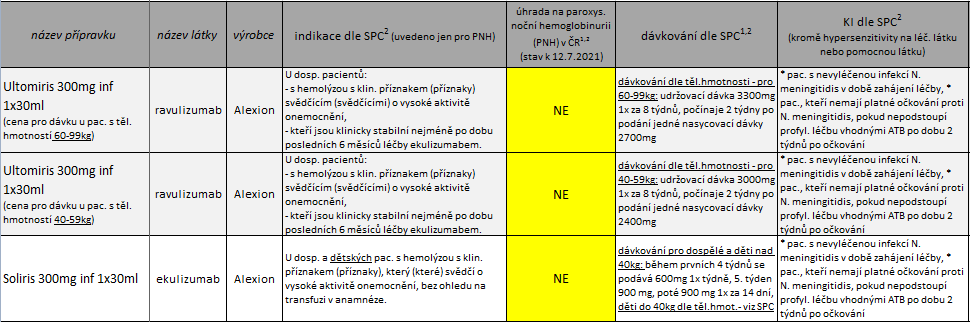 název přípravku
název látky
výrobce
indikace dle SPC2 (uvedeno jen pro PNH)
úhrada na paroxys.
noční hemoglobinurii
(PNH) v ČR1,2
(stav k 12.7.2021)
dávkování dle SPC1,2
KI dle SPC2
(kromě hypersenzitivity na léč. látku
nebo pomocnou látku)
Ultomiris 300mg inf
1x30ml
(cena pro dávku u pac. s těl.
hmotností 60-99kg)
ravulizumab
Alexion
U dosp. pacientů:
- s hemolýzou s klin. příznakem (příznaky)
svědčícím (svědčícími) o vysoké aktivitě
onemocnění,
- kteří jsou klinicky stabilní nejméně po dobu
posledních 6 měsíců léčby ekulizumabem.
NE
dávkování dle těl.hmotnosti - pro
60-99kg: udržovací dávka 3300mg
1x za 8 týdnů, počínaje 2 týdny po
podání jedné nasycovací dávky
2700mg
* pac. s nevyléčenou infekcí N.
meningitidis v době zahájení léčby, *
pac., kteří nemají platné očkování proti
N. meningitidis, pokud nepodstoupí
profyl. léčbu vhodnými ATB po dobu 2
týdnů po očkování
Ultomiris 300mg inf
1x30ml
(cena pro dávku u pac. s těl.
hmotností 40-59kg)
ravulizumab
Alexion
U dosp. pacientů:
- s hemolýzou s klin. příznakem (příznaky)
svědčícím (svědčícími) o vysoké aktivitě
onemocnění,
- kteří jsou klinicky stabilní nejméně po dobu
posledních 6 měsíců léčby ekulizumabem.
NE
dávkování dle těl.hmotnosti - pro
40-59kg: udržovací dávka 3000mg
1x za 8 týdnů, počínaje 2 týdny po
podání jedné nasycovací dávky
2400mg
* pac. s nevyléčenou infekcí N.
meningitidis v době zahájení léčby, *
pac., kteří nemají platné očkování proti
N. meningitidis, pokud nepodstoupí
profyl. léčbu vhodnými ATB po dobu 2
týdnů po očkování
Soliris 300mg inf 1x30ml
ekulizumab
Alexion
U dosp. a dětských pac. s hemolýzou s klin.
příznakem (příznaky), který (které) svědčí o
vysoké aktivitě onemocnění, bez ohledu na
transfuzi v anamnéze.
NE
dávkování pro dospělé a děti nad
40kg: během prvních 4 týdnů se
podává 600mg 1x týdně, 5. týden
900 mg, poté 900 mg 1x za 14 dní,
děti do 40kg dle těl.hmot.- viz SPC
* pac. s nevyléčenou infekcí N.
meningitidis v době zahájení léčby, *
pac., kteří nemají platné očkování proti
N. meningitidis, pokud nepodstoupí
profyl. léčbu vhodnými ATB po dobu 2
týdnů po očkování